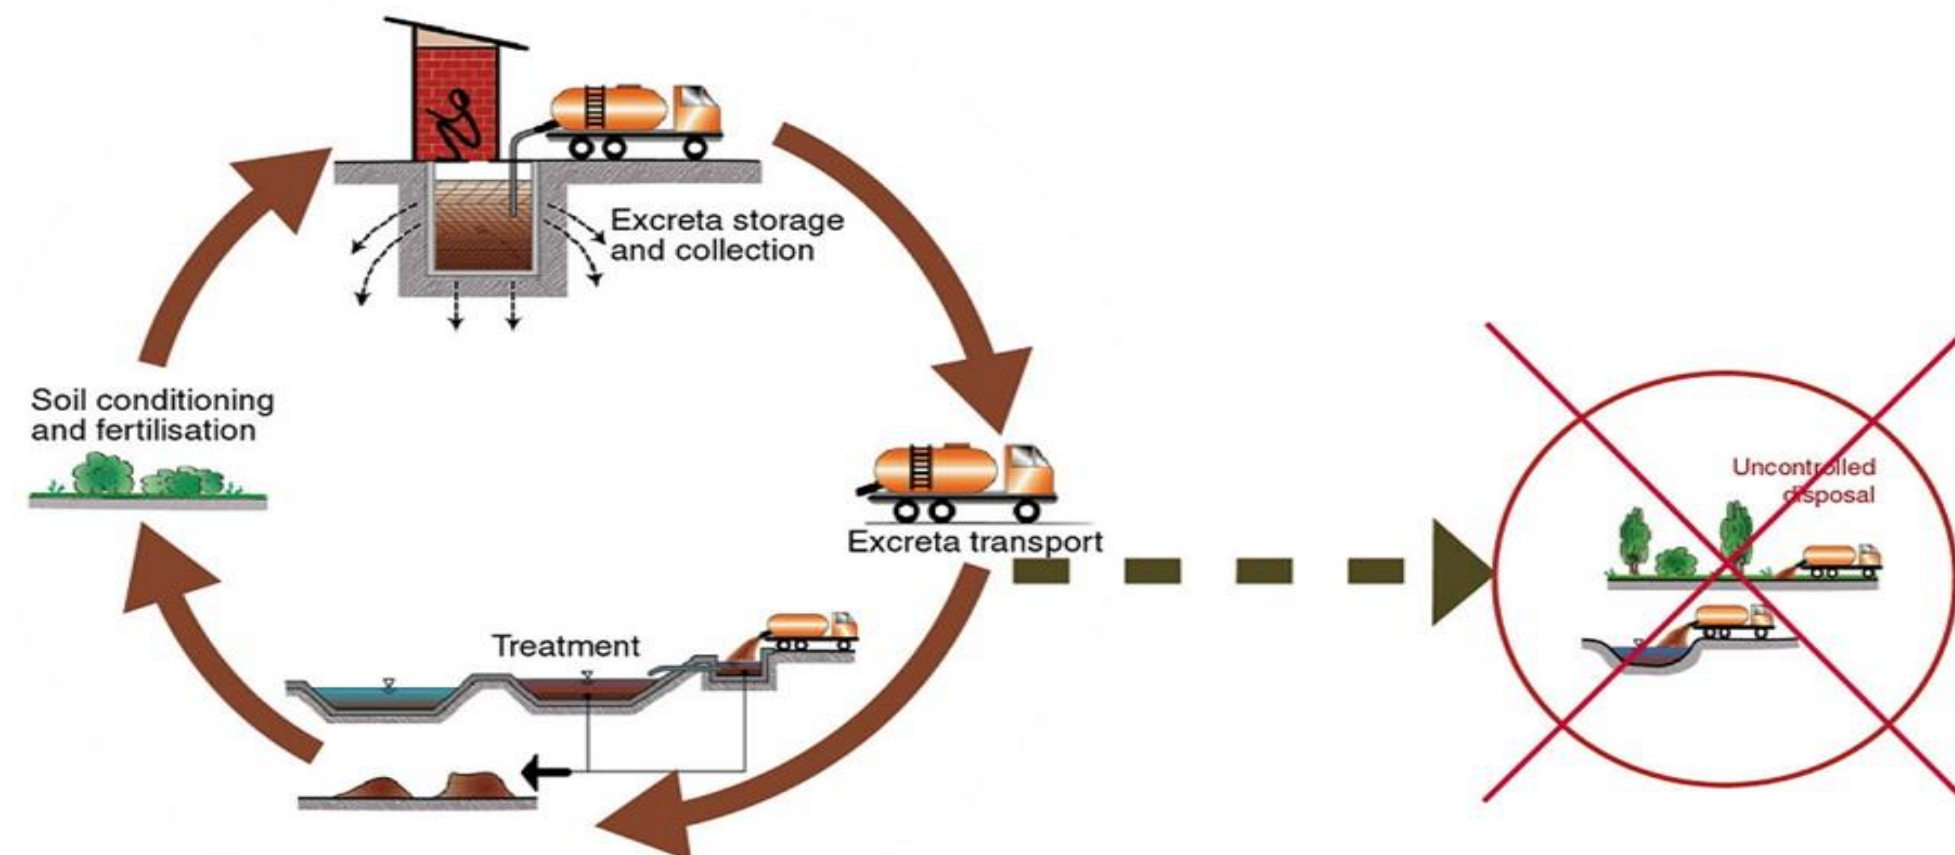 Excreta storage
and collection
Soil conditioning
and fertilisation
Excreta transport
Uncontrolled
disposal
Treatment